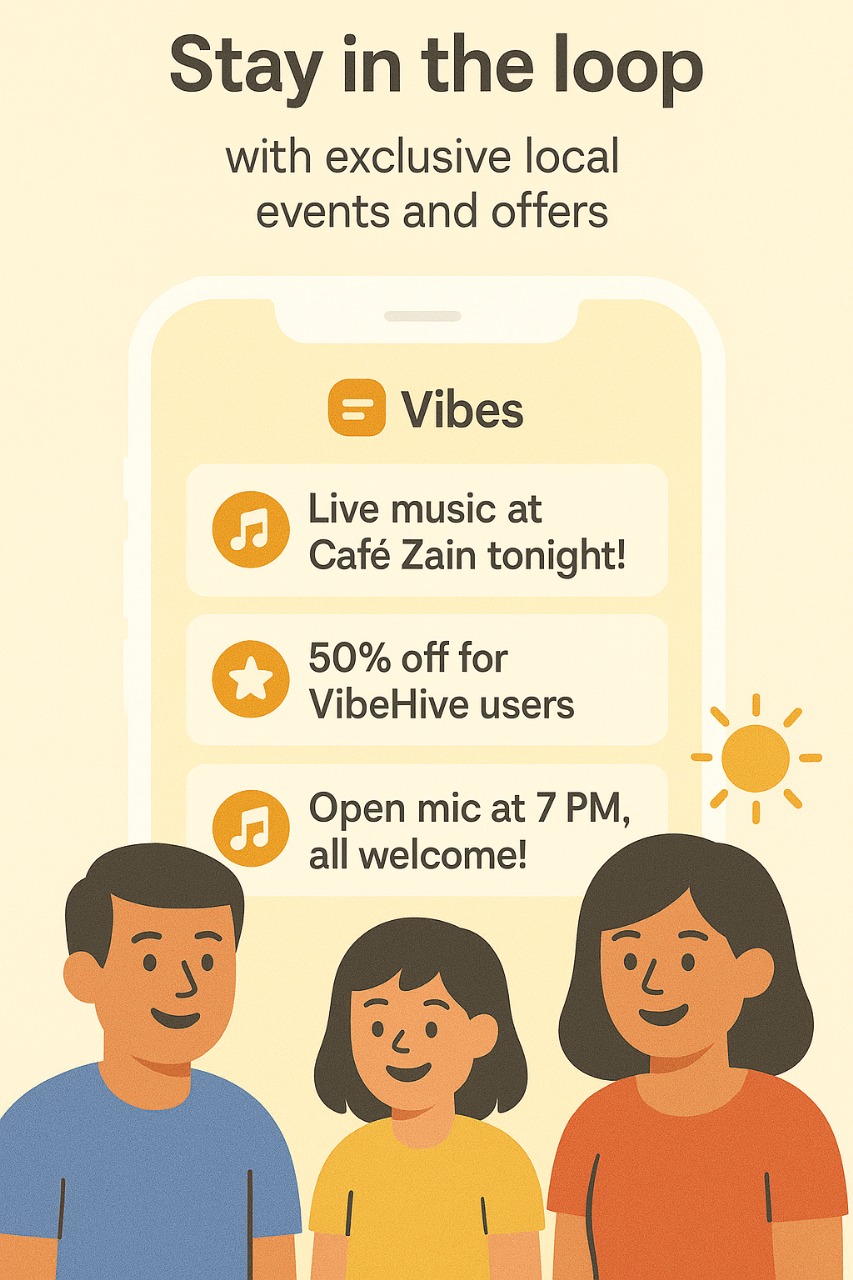 Stay in the loop
with exclusive local
events and offers
Vibes
Live music at
Café Zain tonight!
50% off for
VibeHive users
Open mic at 7 PM,
all welcome!